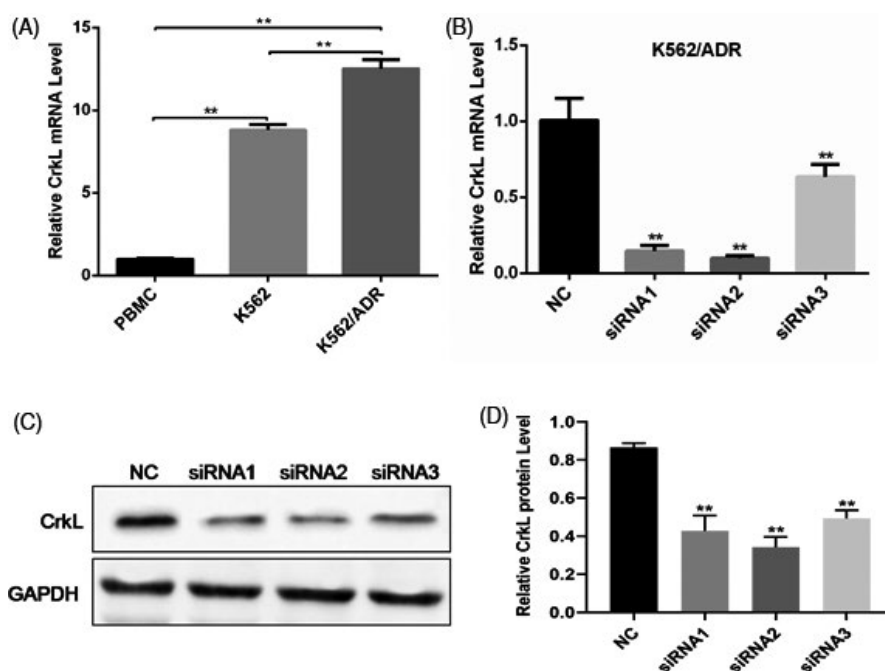 (A)
Relative CrkL mRNA Level
15
10
5
0
**
**
**
PBMC
K562
K562/ADR
(B)
K562/ADR
Relative CrkL mRNA Level
1.5
1.0
0.5
0.0
**
**
**
NC
siRNA1
siRNA2
siRNA3
(C)
NC siRNA1 siRNA2 siRNA3
CrkL
GAPDH
(D)
Relative CrkL protein Level
1.0
0.8
0.6
0.4
0.2
0.0
**
**
**
NC
siRNA1
siRNA2
siRNA3